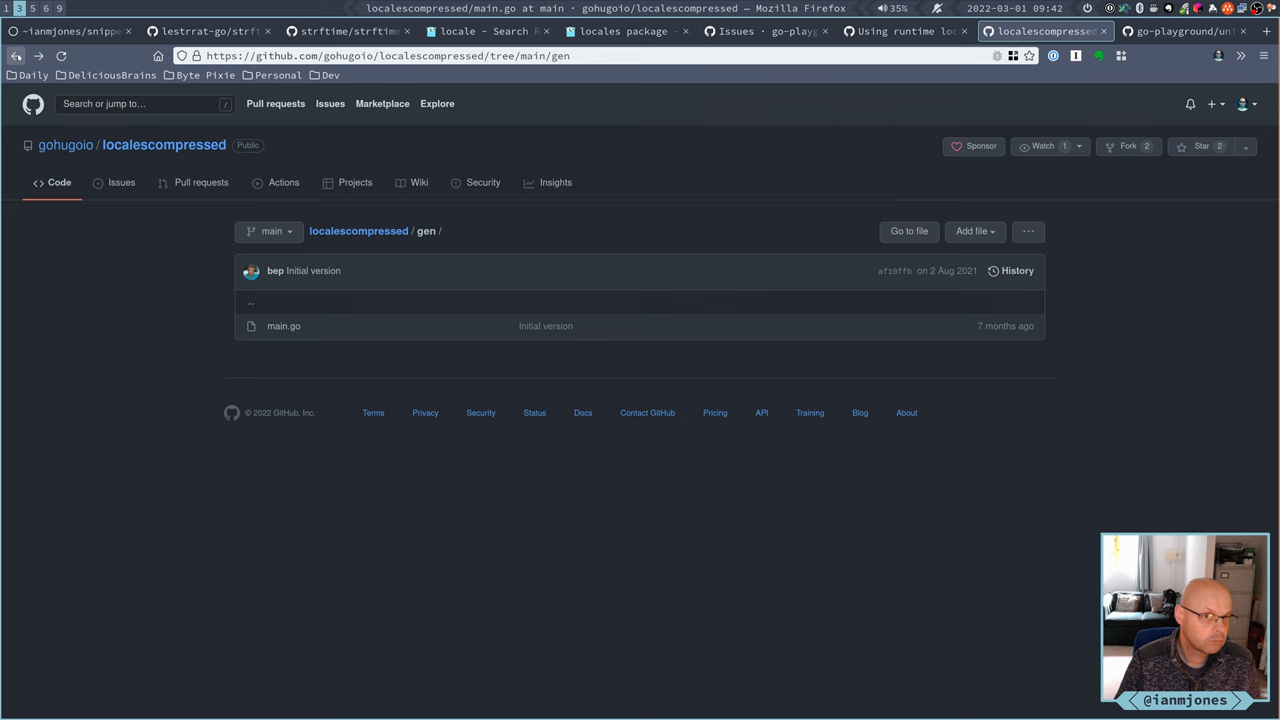 1 3 5 6 9
localescompressed/main.go at main · gohugoio/localescompressed — Mozilla Firefox
35%
2022-03-01 09:42
~ianmjones/snippe
lestrrat-go/strft
strftime/strftime
locale - Search R
locales package -
Issues · go-playg
Using runtime loc
localescompressed
go-playground/uni
https://github.com/gohugoio/localescompressed/tree/main/gen
Daily
DeliciousBrains
Byte Pixie
Personal
Dev
Search or jump to…
/
Pull requests
Issues
Marketplace
Explore
gohugoio / localescompressed
Public
Sponsor
Watch 1
Fork 2
Star 2
Code
Issues
Pull requests
Actions
Projects
Wiki
Security
Insights
main
localescompressed / gen /
Go to file
Add file
bep Initial version
af10ffb on 2 Aug 2021
History
..
main.go
Initial version
7 months ago
© 2022 GitHub, Inc.
Terms
Privacy
Security
Status
Docs
Contact GitHub
Pricing
API
Training
Blog
About
@ianmjones